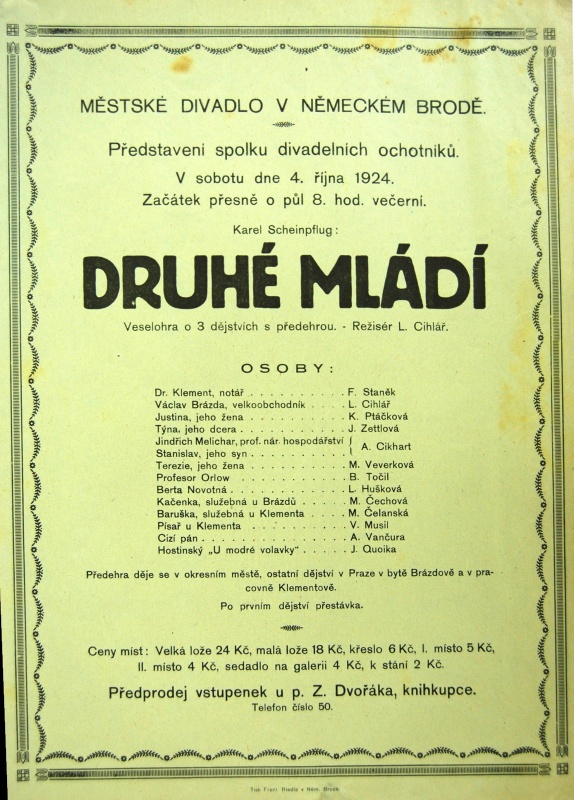 MĚSTSKÉ DIVADLO V NĚMECKÉM BRODĚ.
Představení spolku divadelních ochotníků.
V sobotu dne 4. října 1924.
Začátek přesně o půl 8. hod. večerní.
Karel Scheinpflug:
DRUHÉ MLÁDÍ
Veselohra o 3 dějstvích s předehrou. - Režisér L. Cihlář.
OSOBY:
Dr. Klement, notář . . . . . . . . . . F. Staněk
Václav Brázda, velkoobchodník . . . . L. Cihlář
Justina, jeho žena . . . . . . . . . . K. Ptáčková
Týna, jeho dcera . . . . . . . . . . . J. Zettlová
Jindřich Melichar, prof. nár. hospodářství
Stanislav, jeho syn . . . . . . . . . . A. Cikhart
Terezie, jeho žena . . . . . . . . . . M. Veverková
Profesor Orlow . . . . . . . . . . . B. Točil
Berta Novotná . . . . . . . . . . . . L. Hušková
Kačenka, služebná u Brázdů . . . . . M. Čechová
Baruška, služebná u Klementa . . . . M. Čelanská
Písař u Klementa . . . . . . . . . . V. Musil
Cizí pán . . . . . . . . . . . . . . A. Vančura
Hostinský „U modré volavky“ . . . . . J. Quoika
Předehra děje se v okresním městě, ostatní dějství v Praze v bytě Brázdově a v pra-
covně Klementově.
Po prvním dějství přestávka.
Ceny míst: Velká lože 24 Kč, malá lože 18 Kč, křeslo 6 Kč, I. místo 5 Kč,
II. místo 4 Kč, sedadlo na galerii 4 Kč, k stání 2 Kč.
Předprodej vstupenek u p. Z. Dvořáka, knihkupce.
Telefon číslo 50.
Tisk Frant. Riedla v Něm. Brodě.